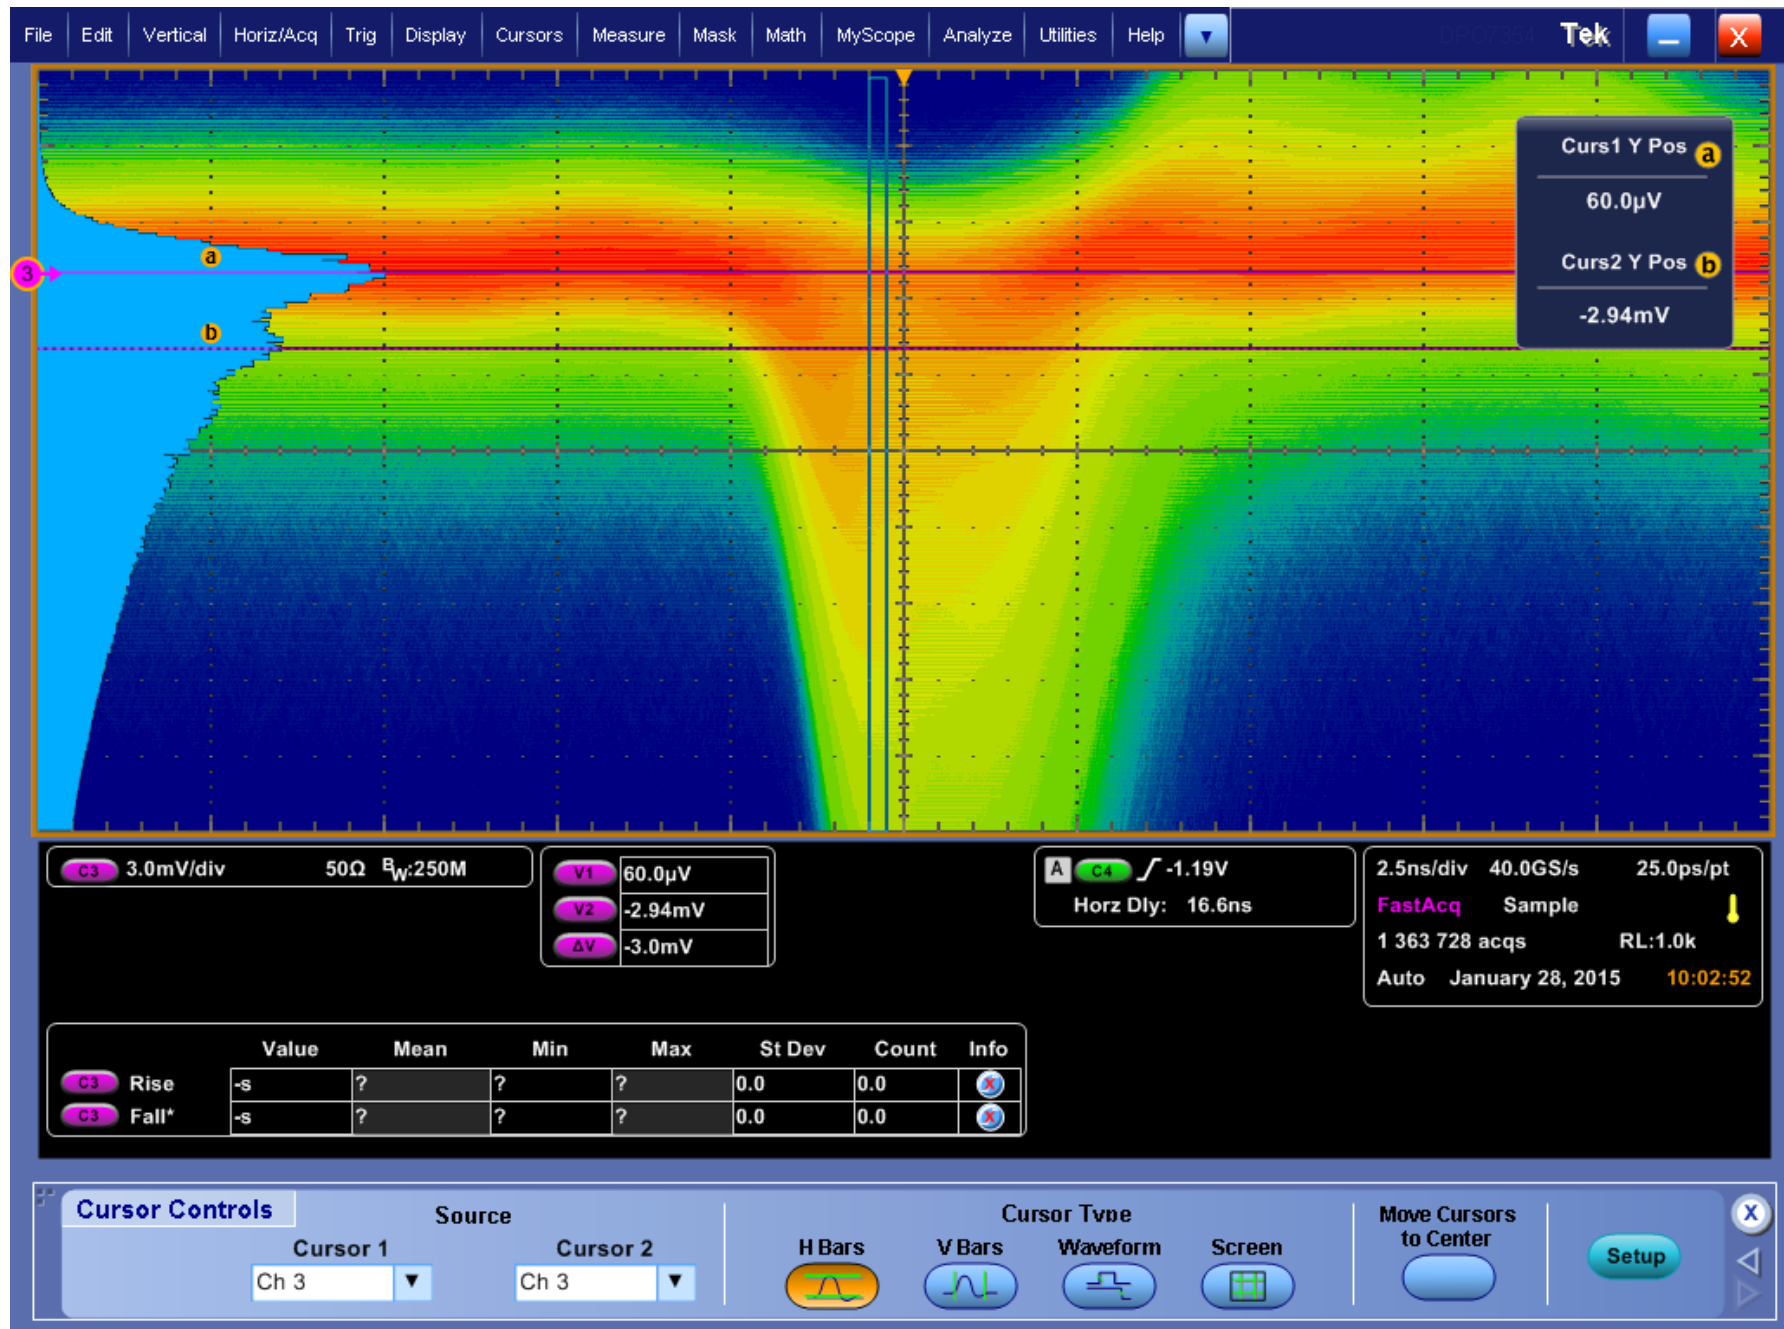 File Edit Vertical Horiz/Acq Trig Display Cursors Measure Mask Math MyScope Analyze Utilities Help Tek X
Curs1 Y Pos a
60.0µV
Curs2 Y Pos b
-2.94mV
a
3
b
C3 3.0mV/div 50Ω BW:250M
V1 60.0µV
V2 -2.94mV
ΔV -3.0mV
A C4 -1.19V
Horz Dly: 16.6ns
2.5ns/div 40.0GS/s 25.0ps/pt
FastAcq Sample
1 363 728 acqs RL:1.0k
Auto January 28, 2015 10:02:52
Value Mean Min Max St Dev Count Info
C3 Rise -s ? ? ? 0.0 0.0
C3 Fall* -s ? ? ? 0.0 0.0
Cursor Controls
Source
Cursor 1 Cursor 2
Ch 3 Ch 3
Cursor Type
H Bars V Bars Waveform Screen
Move Cursors
to Center
Setup
X